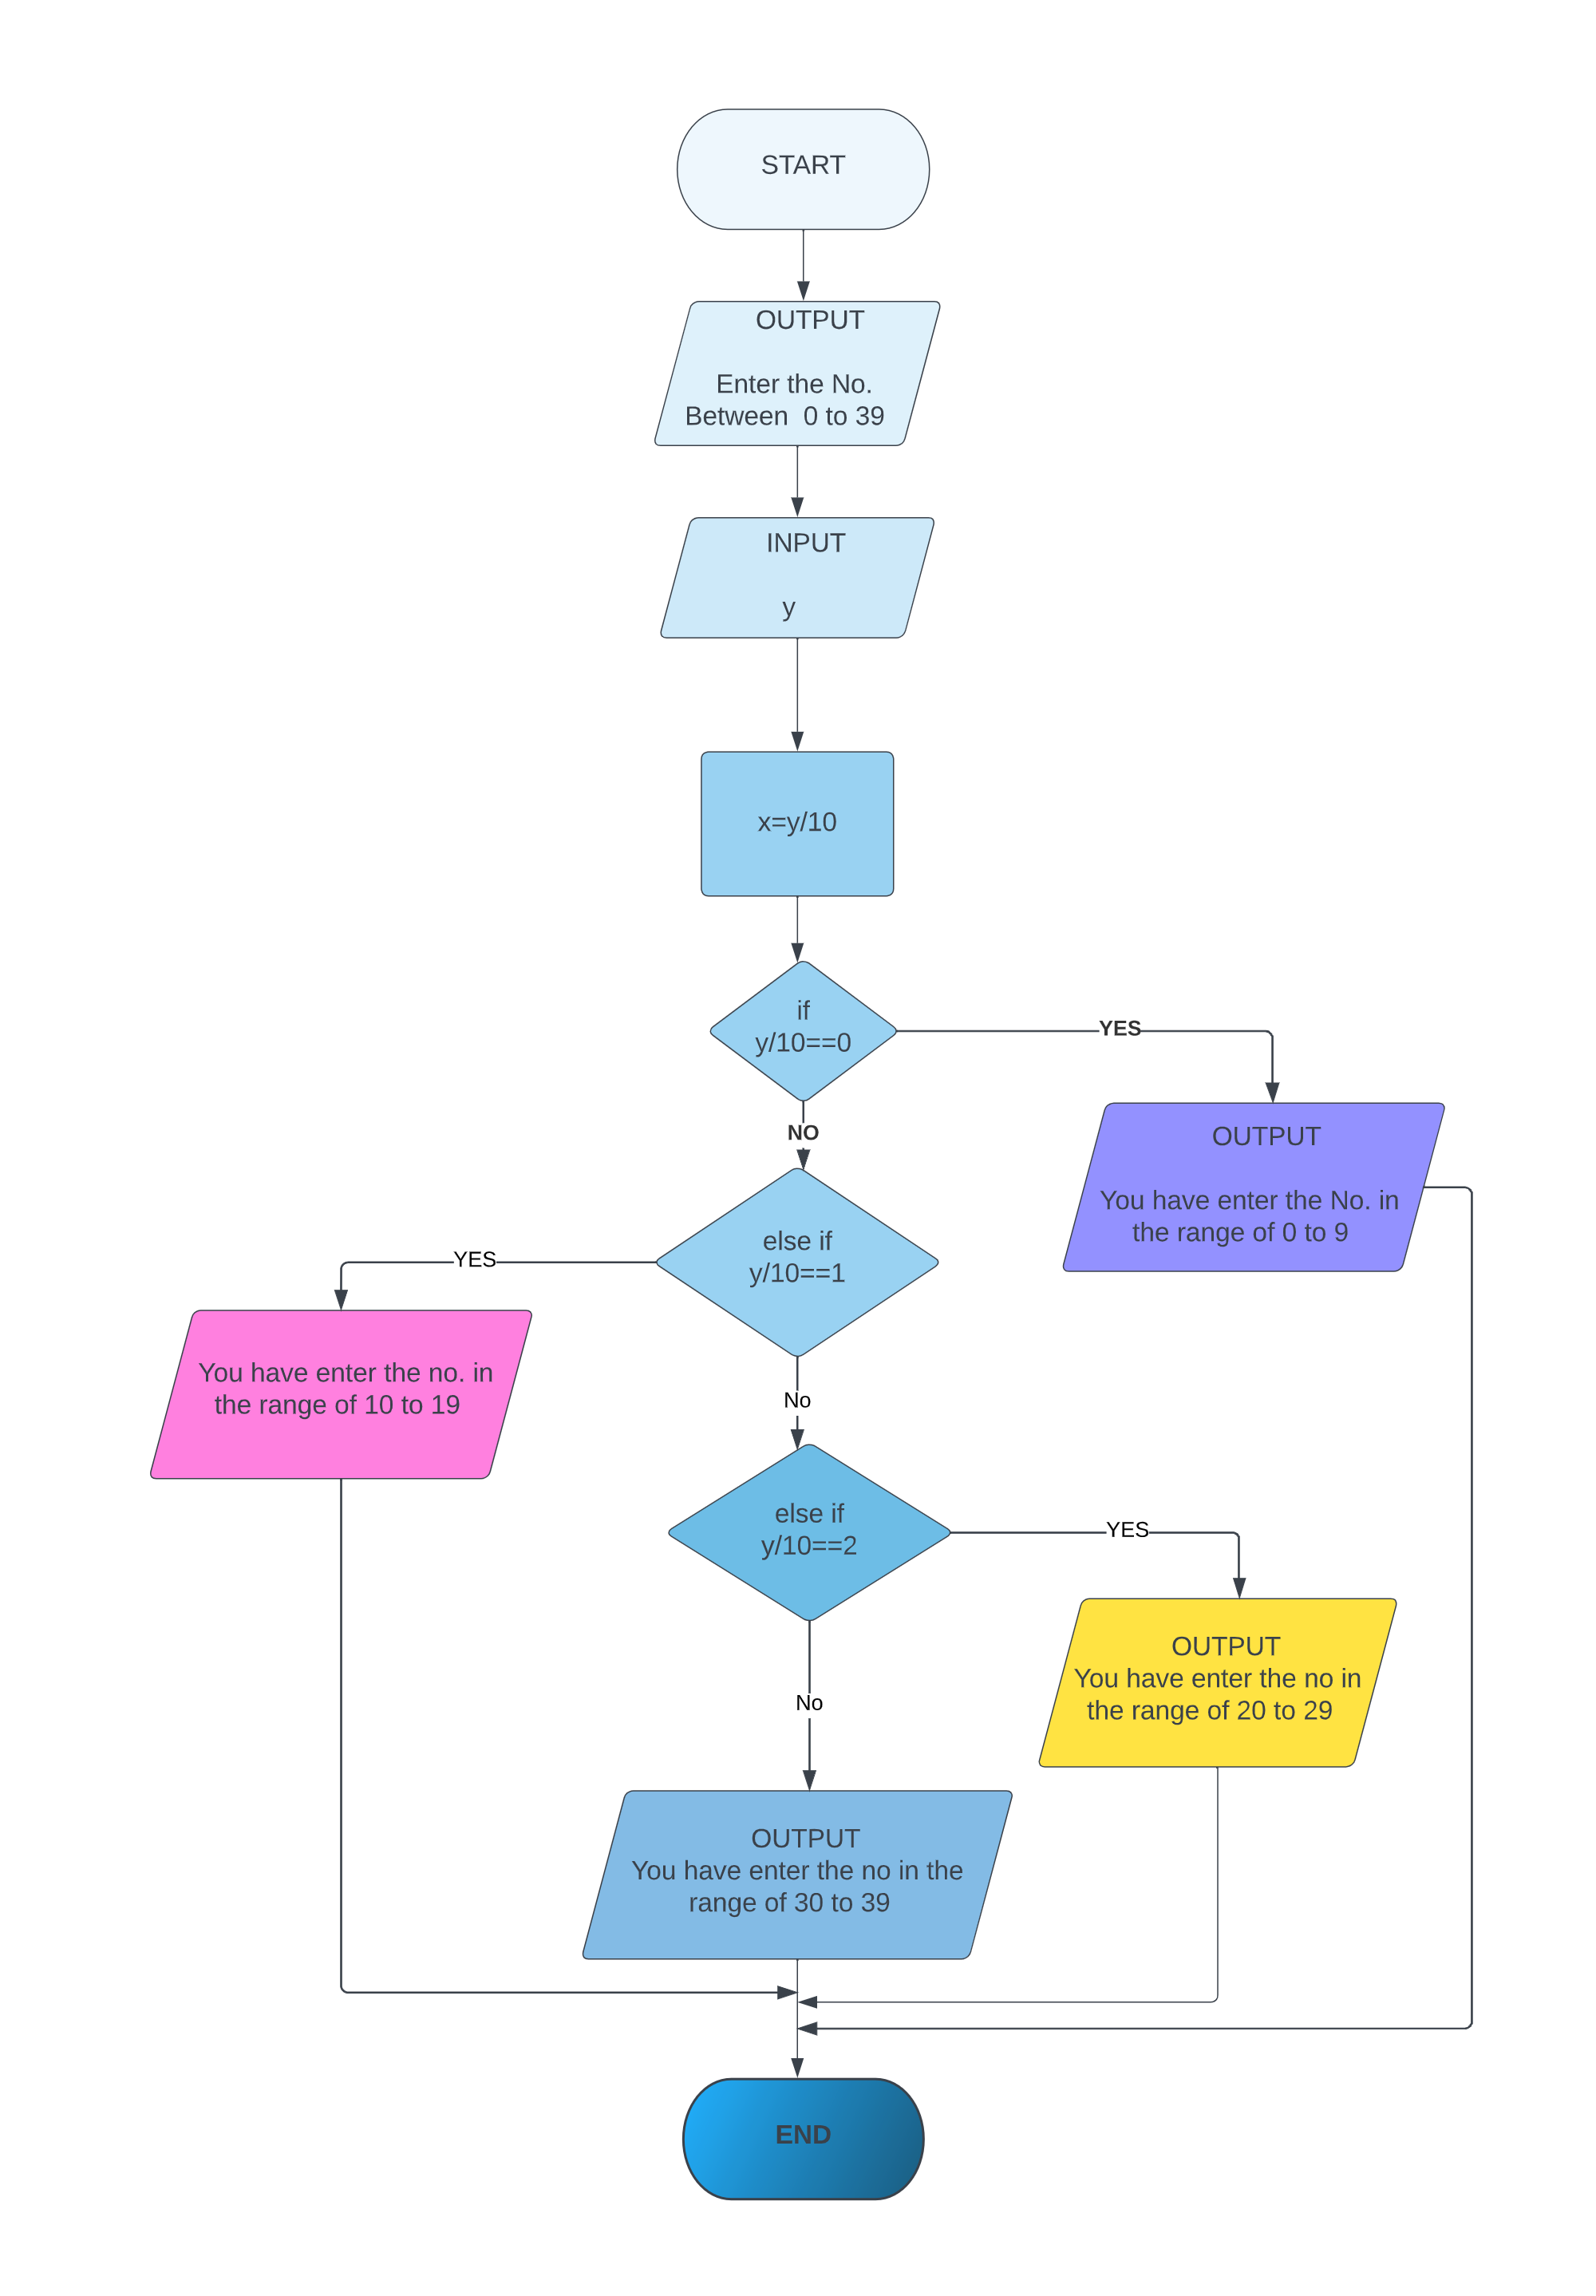 START
OUTPUT
Enter the No.
Between  0 to 39
INPUT
y
x=y/10
if
y/10==0
YES
NO
OUTPUT
You have enter the No. in
the range of 0 to 9
else if
y/10==1
YES
You have enter the no. in
the range of 10 to 19
No
else if
y/10==2
YES
OUTPUT
You have enter the no in
the range of 20 to 29
No
OUTPUT
You have enter the no in the
range of 30 to 39
END